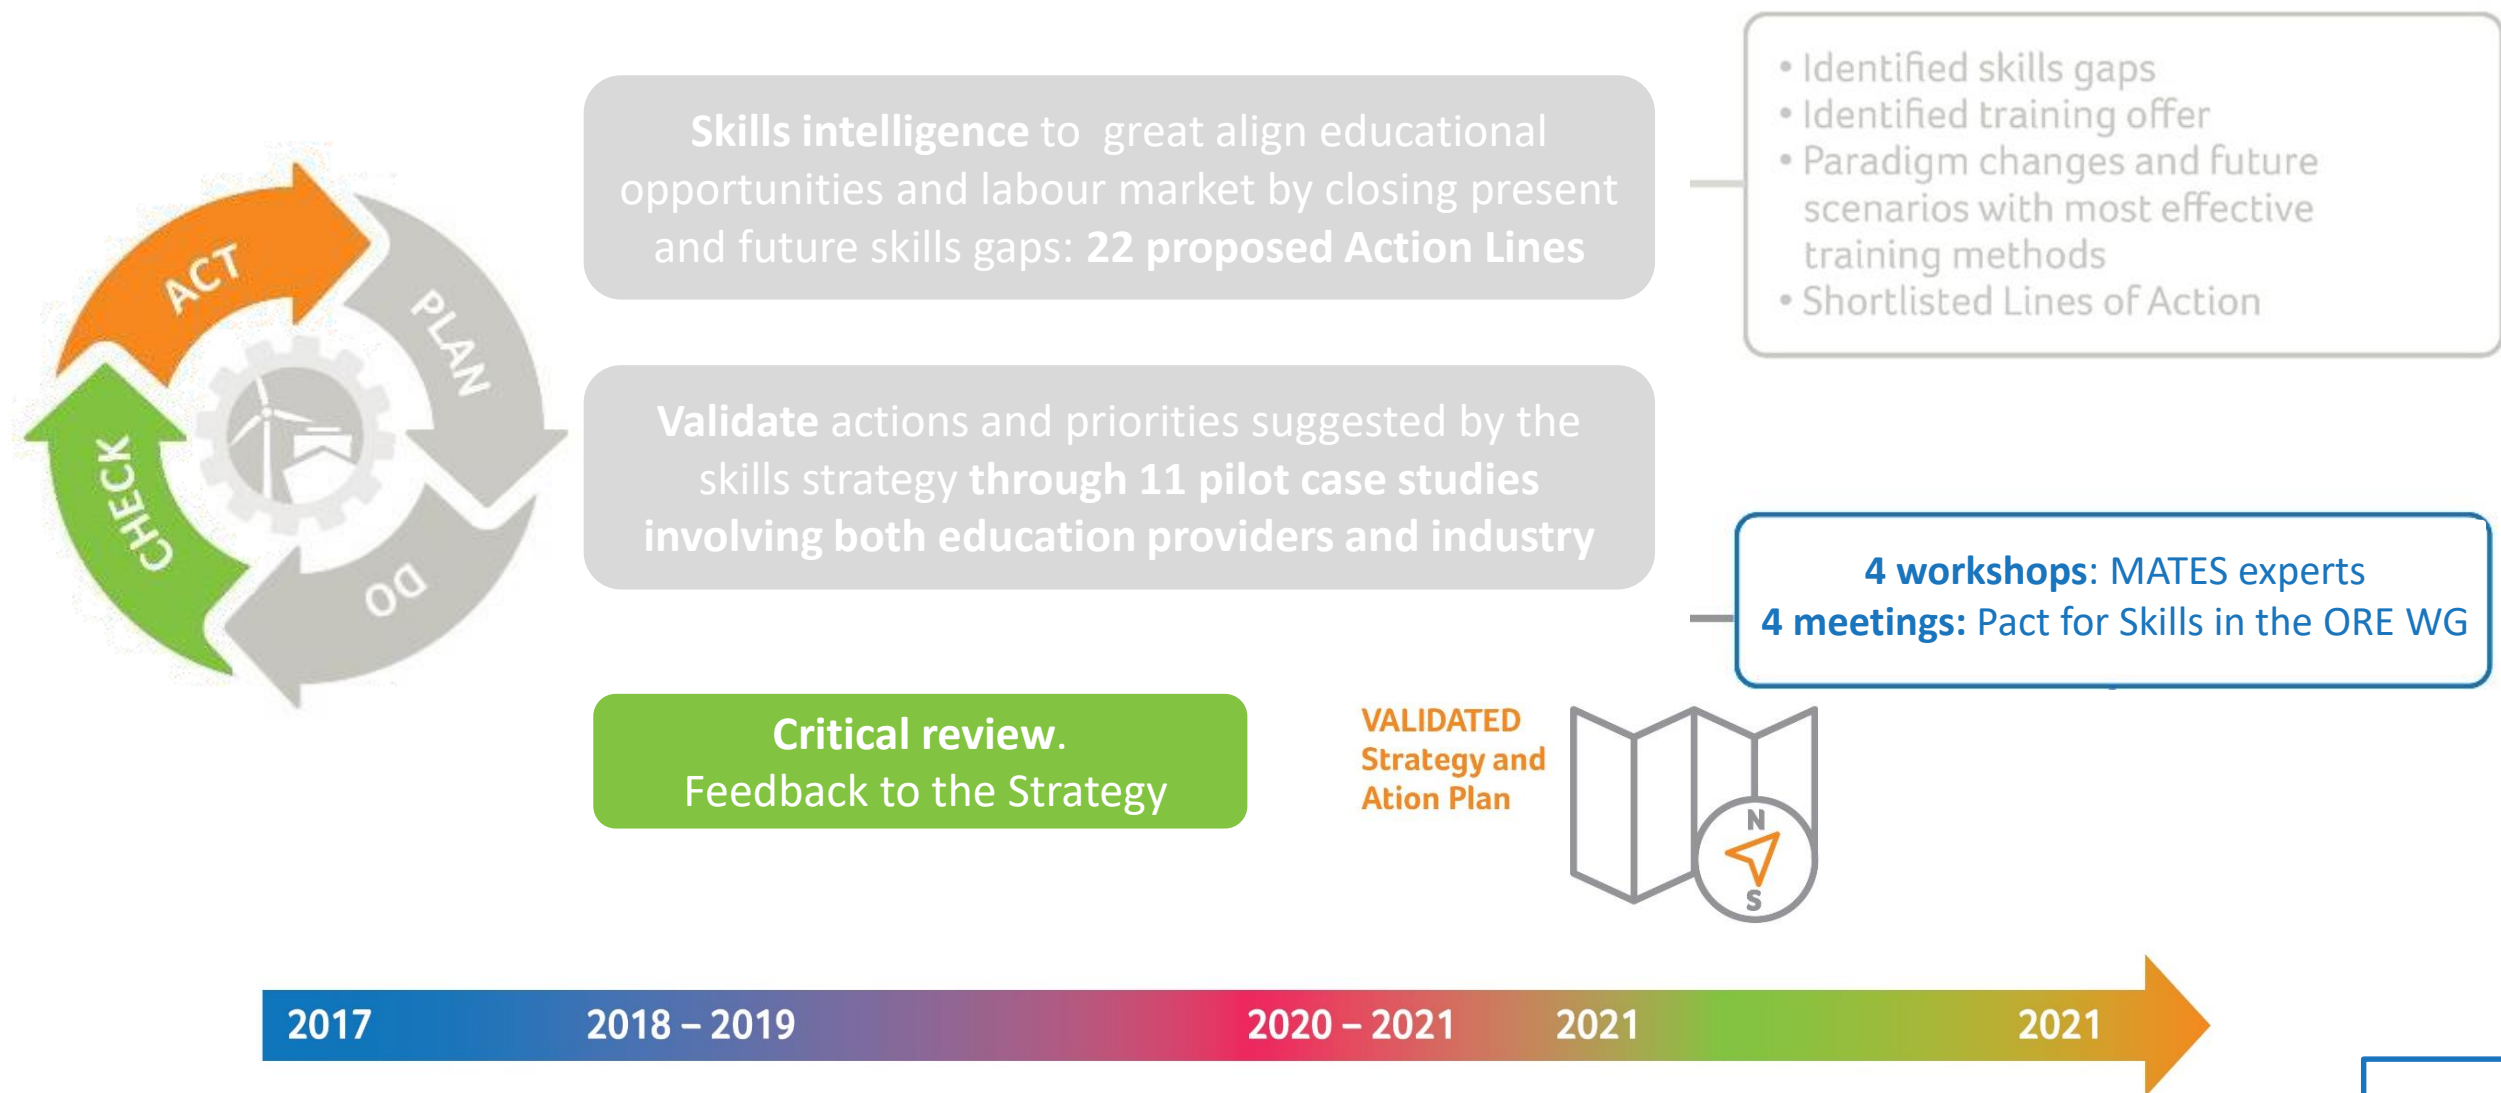 ACT
PLAN
DO
CHECK
Skills intelligence to great align educational
opportunities and labour market by closing present
and future skills gaps: 22 proposed Action Lines
• Identified skills gaps
• Identified training offer
• Paradigm changes and future
scenarios with most effective
training methods
• Shortlisted Lines of Action
Validate actions and priorities suggested by the
skills strategy through 11 pilot case studies
involving both education providers and industry
4 workshops: MATES experts
4 meetings: Pact for Skills in the ORE WG
Critical review.
Feedback to the Strategy
VALIDATED
Strategy and
Ation Plan
N
S
2017
2018 – 2019
2020 – 2021
2021
2021